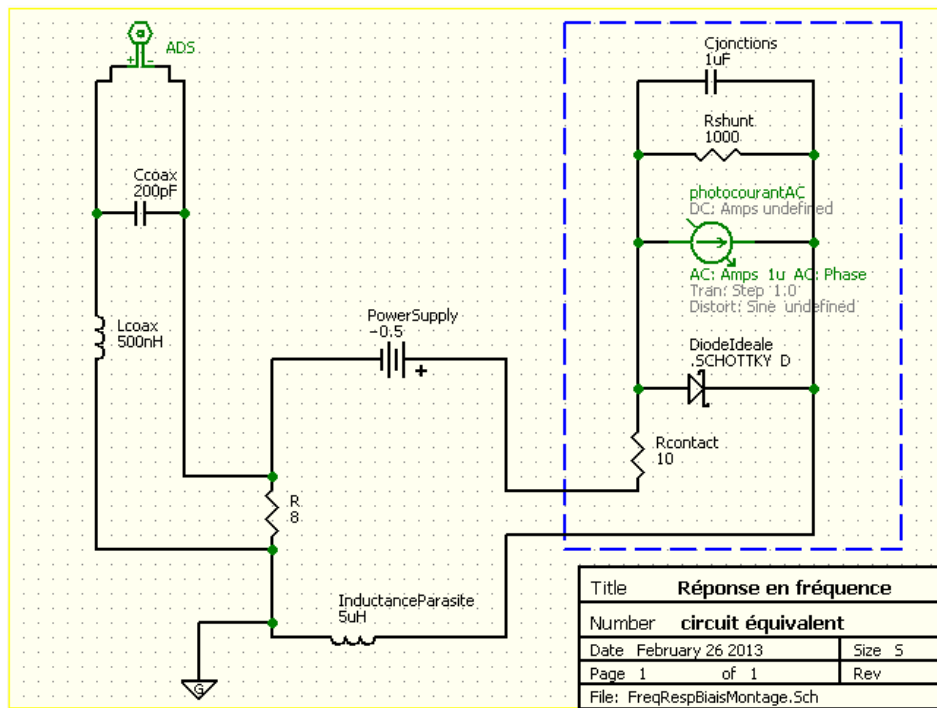 ADS
+ -
Ccoax
200pF
Lcoax
500nH
PowerSupply
-0.5
+
R
8
InductanceParasite
5uH
G
Cjonctions
1uF
Rshunt
1000
photocourantAC
DC: Amps undefined
AC: Amps 1u AC: Phase
Tran: Step 1.0
Distort: Sine undefined
DiodeIdeale
.SCHOTTKY D
Rcontact
10
Title Réponse en fréquence
Number circuit équivalent
Date February 26 2013 Size S
Page 1 of 1 Rev
File: FreqRespBiaisMontage.Sch